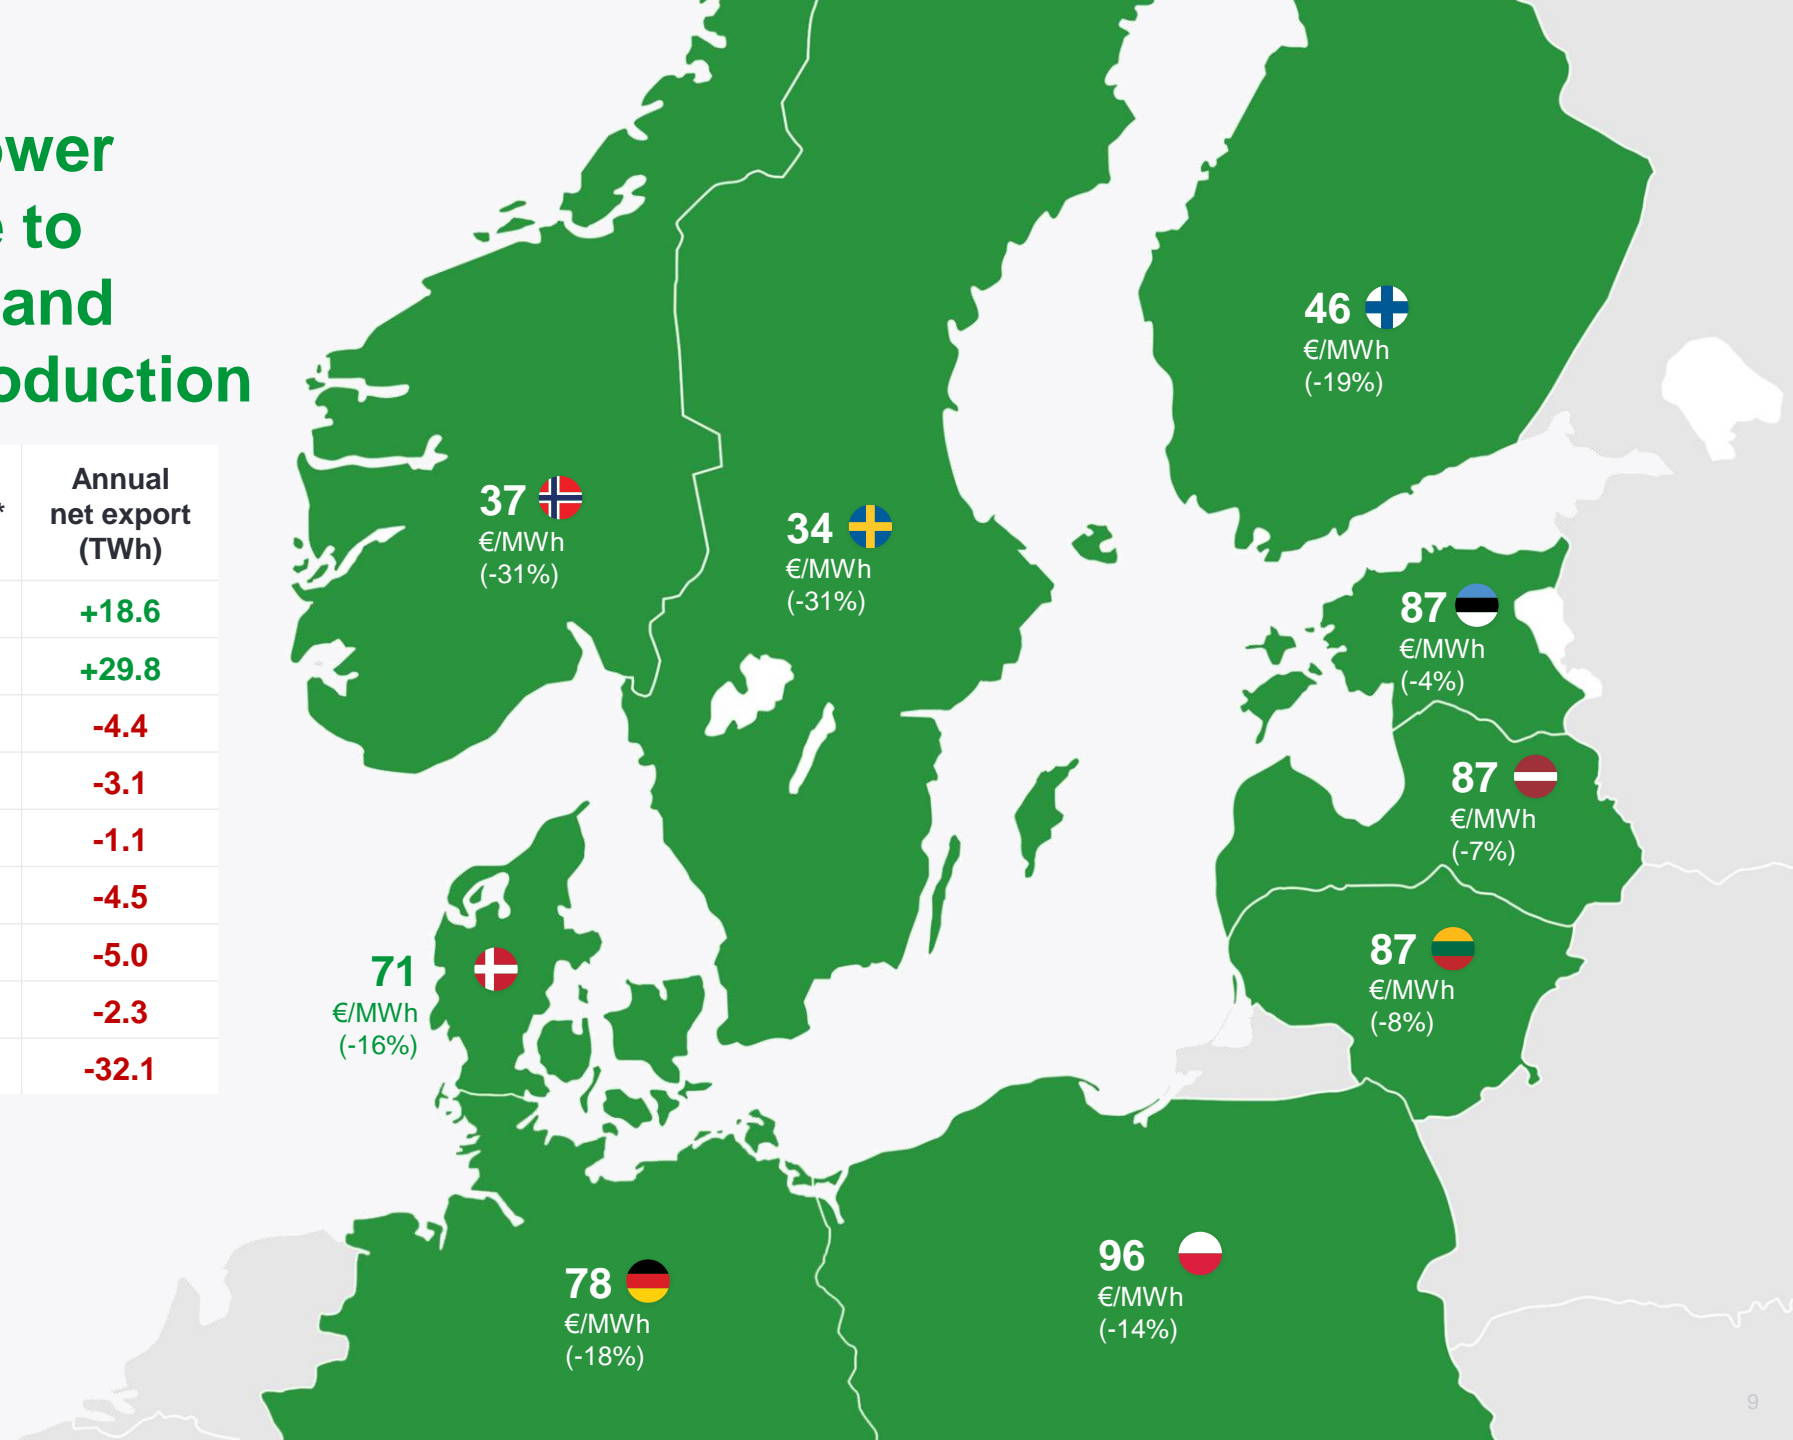 to
and
Annual
net export
(TWh)
+18.6
+29.8
-4.4
-3.1
-1.1
-4.5
-5.0
-2.3
-32.1
46
€/MWh
(-19%)
37
€/MWh
(-31%)
34
€/MWh
(-31%)
87
€/MWh
(-4%)
87
€/MWh
(-7%)
87
€/MWh
(-8%)
71
€/MWh
(-16%)
78
€/MWh
(-18%)
96
€/MWh
(-14%)
9